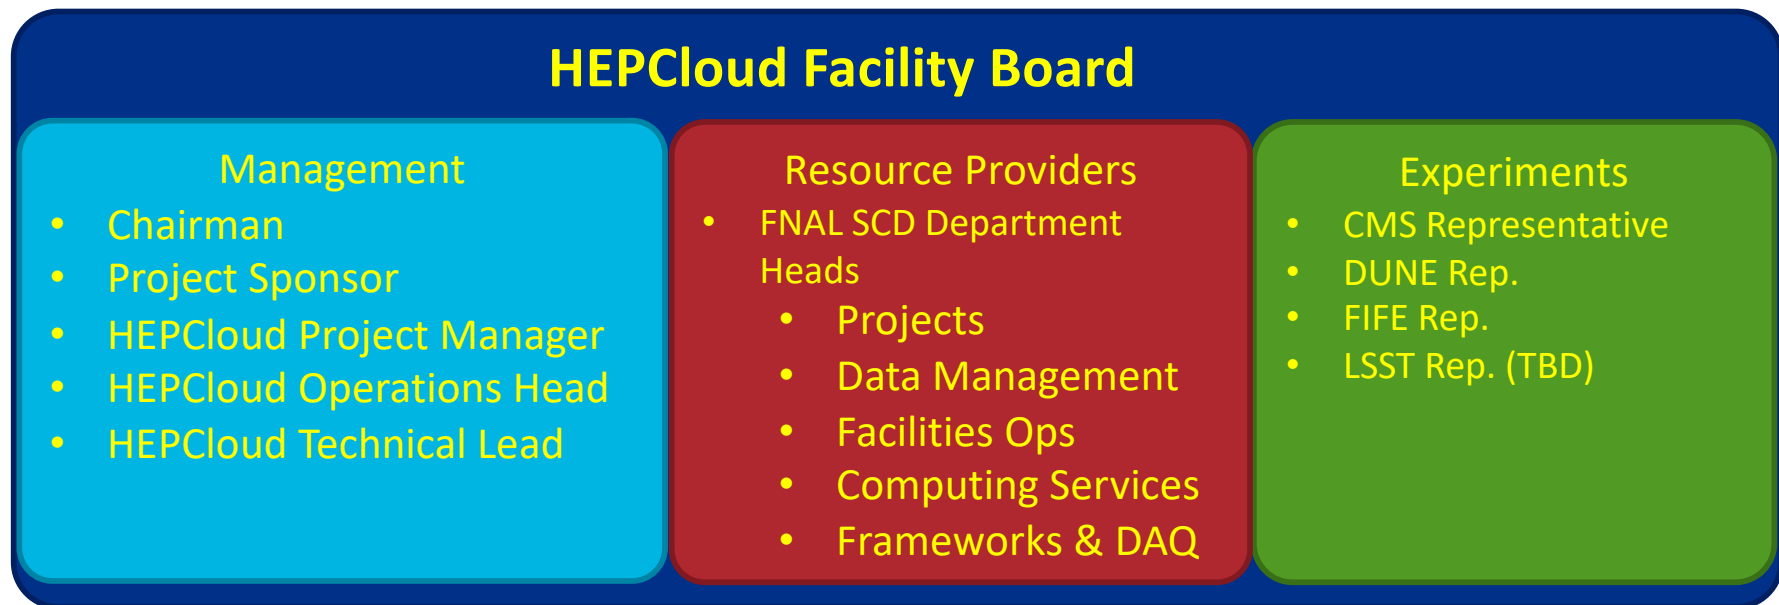 HEPCloud Facility Board
Management
• Chairman
• Project Sponsor
• HEPCloud Project Manager
• HEPCloud Operations Head
• HEPCloud Technical Lead
Resource Providers
• FNAL SCD Department
Heads
• Projects
• Data Management
• Facilities Ops
• Computing Services
• Frameworks & DAQ
Experiments
• CMS Representative
• DUNE Rep.
• FIFE Rep.
• LSST Rep. (TBD)